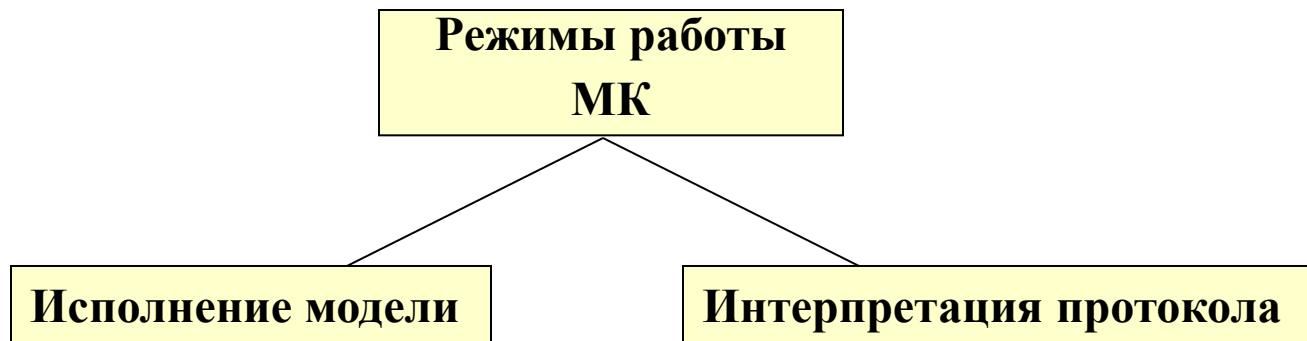 Режимы работы
МК
Исполнение модели
Интерпретация протокола